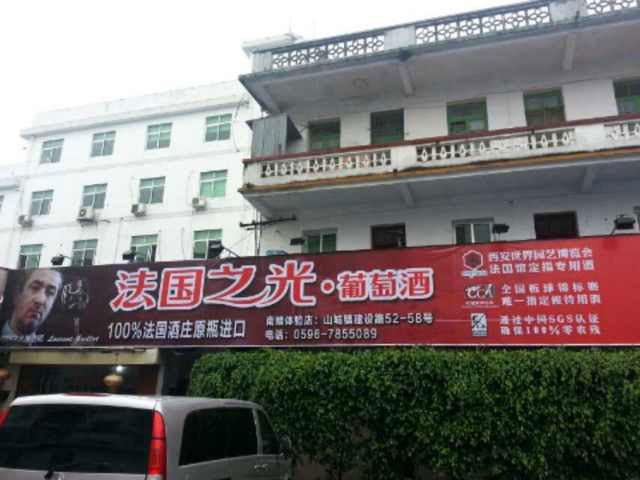 法国之光·葡萄酒
100%法国酒庄原瓶进口
南靖体验店：山城镇建设路52-58号
电话：0596-7855089
西安世界园艺博览会
法国馆定指专用酒
全国板球锦标赛
唯一指定接待用酒
通过中国SGS认证
确保100%零农残